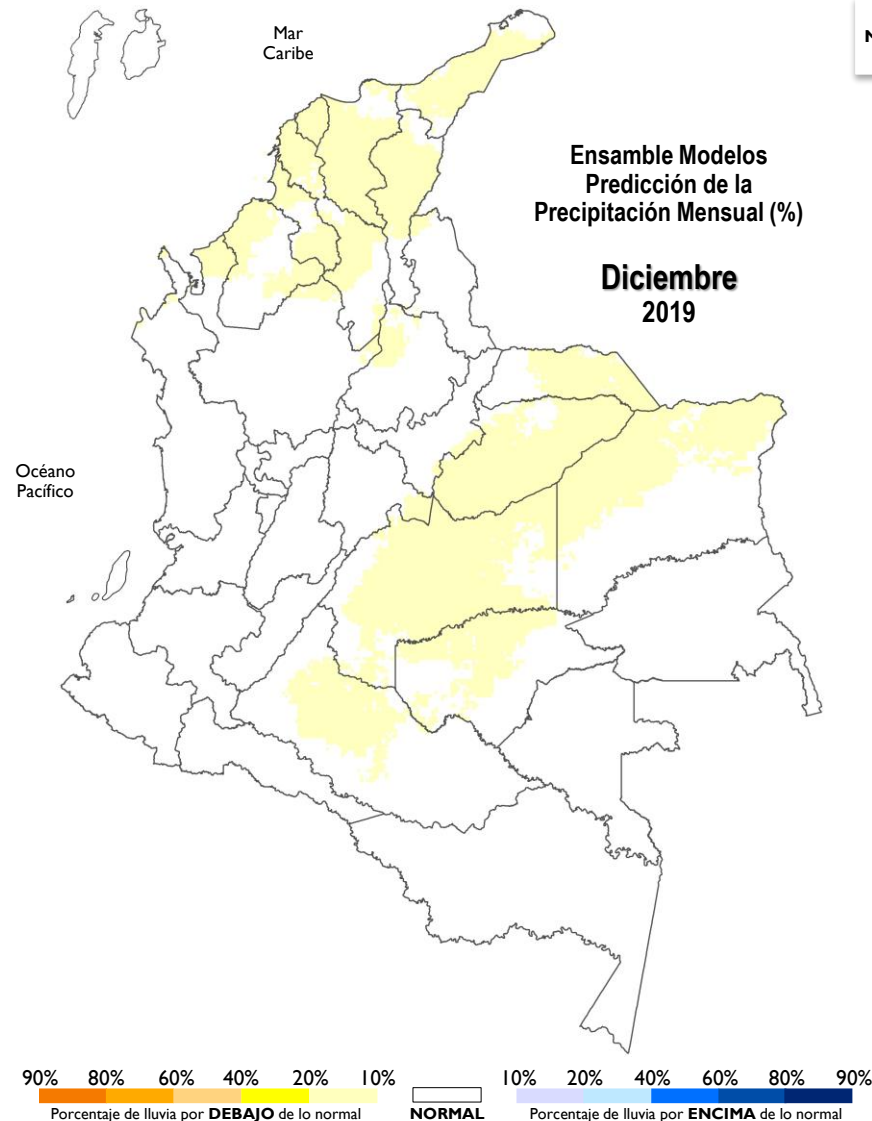 Mar
Caribe
Ensamble Modelos
Predicción de la
Precipitación Mensual (%)
Diciembre
2019
Océano
Pacífico
90% 80% 60% 40% 20% 10% 10% 20% 40% 60% 80% 90%
Porcentaje de lluvia por DEBAJO de lo normal NORMAL Porcentaje de lluvia por ENCIMA de lo normal